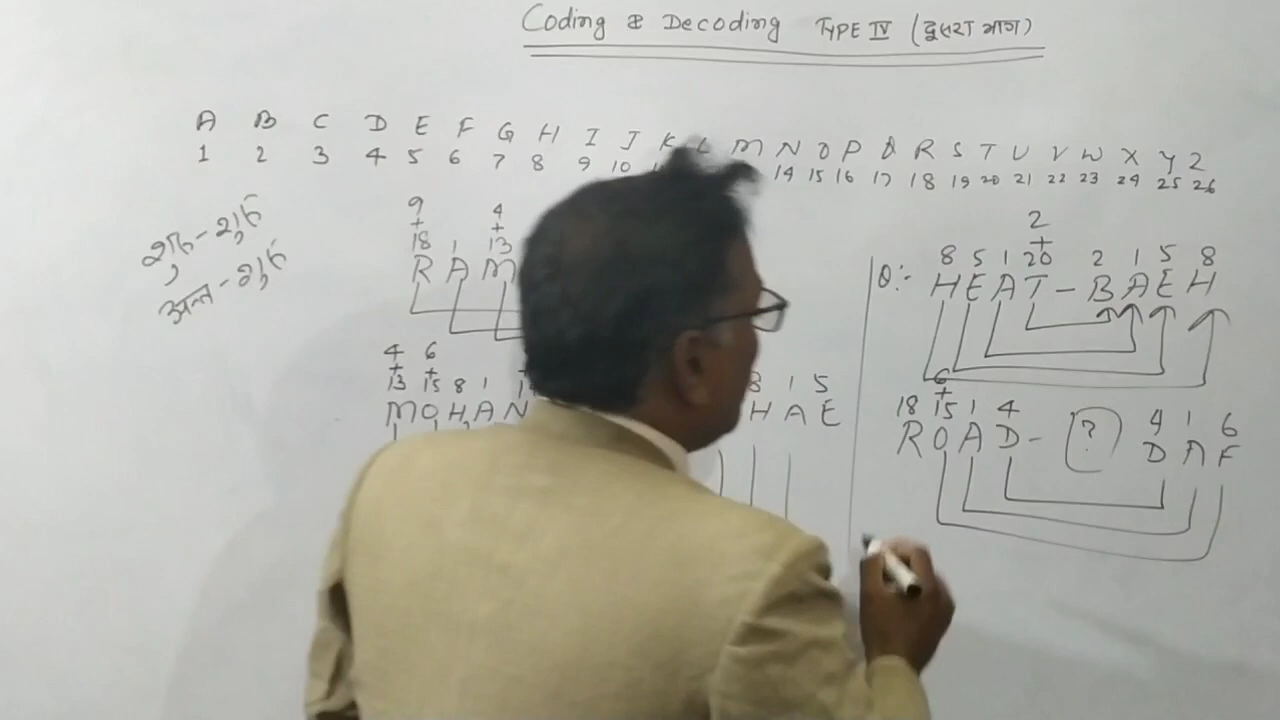 Coding & Decoding TYPE IV (दुसरा भाग)
A B C D E F G H I J K L M N O P Q R S T U V W X Y Z
1 2 3 4 5 6 7 8 9 10 14 15 16 17 18 19 20 21 22 23 24 25 26
9 4
+ +
18 1 13
R A M
4 6
+ +
13 15 8 1
M O H A N
8 1 5
H A E
2
+
8 5 1 20 2 1 5 8
Q:- H E A T - B A E H
6
+
18 15 1 4 4 1 6
R O A D - ? D A F